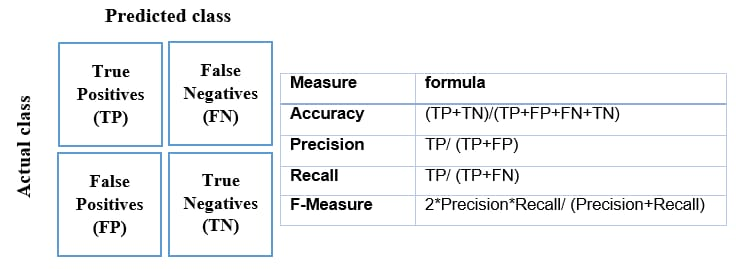 Predicted class
Actual class
True
Positives
(TP)
False
Negatives
(FN)
False
Positives
(FP)
True
Negatives
(TN)
Measure formula
Accuracy (TP+TN)/(TP+FP+FN+TN)
Precision TP/ (TP+FP)
Recall TP/ (TP+FN)
F-Measure 2*Precision*Recall/ (Precision+Recall)